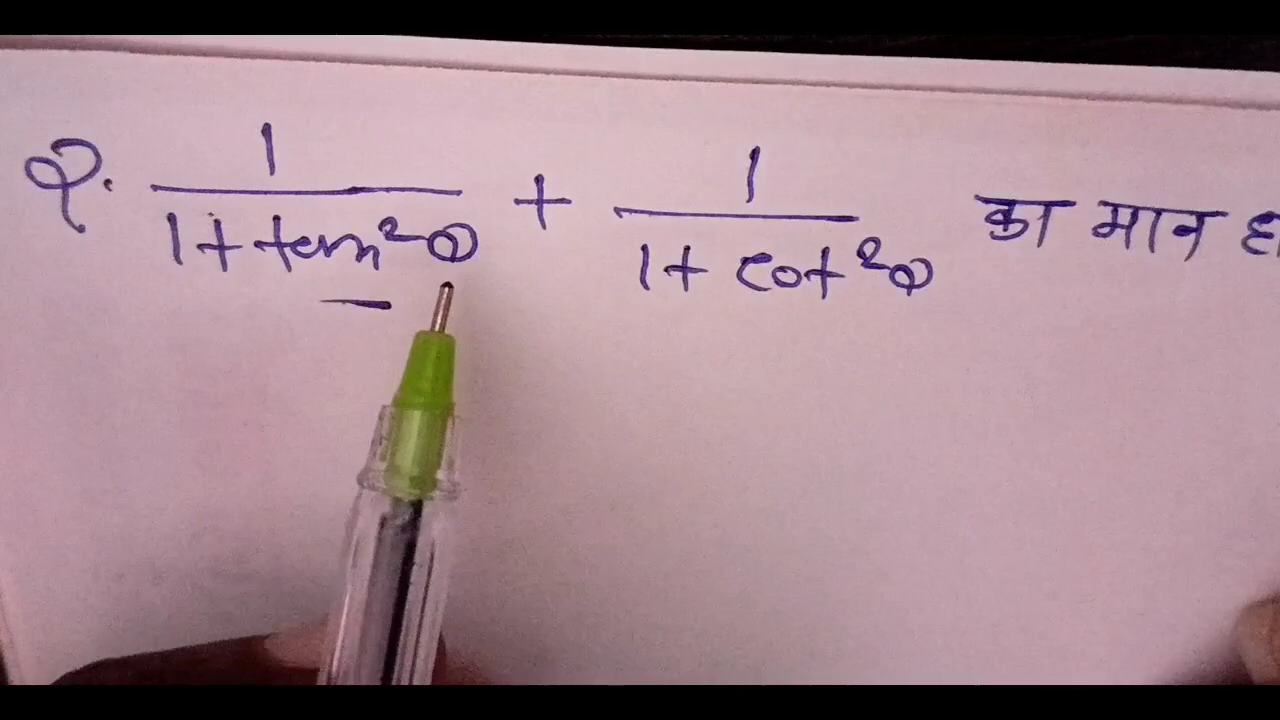 Q. 1/(1+tan²θ) + 1/(1+cot²θ) का मान